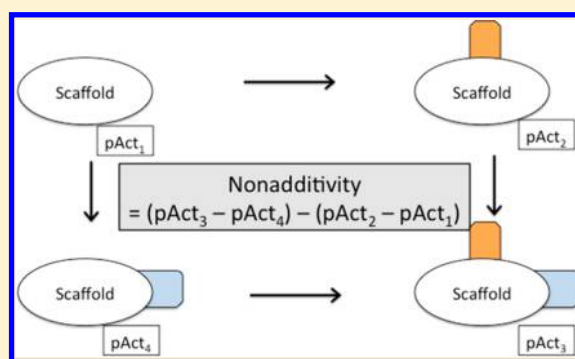 Scaffold
Scaffold
pAct₁
pAct₂
Nonadditivity
= (pAct₃ – pAct₄) – (pAct₂ – pAct₁)
Scaffold
Scaffold
pAct₄
pAct₃